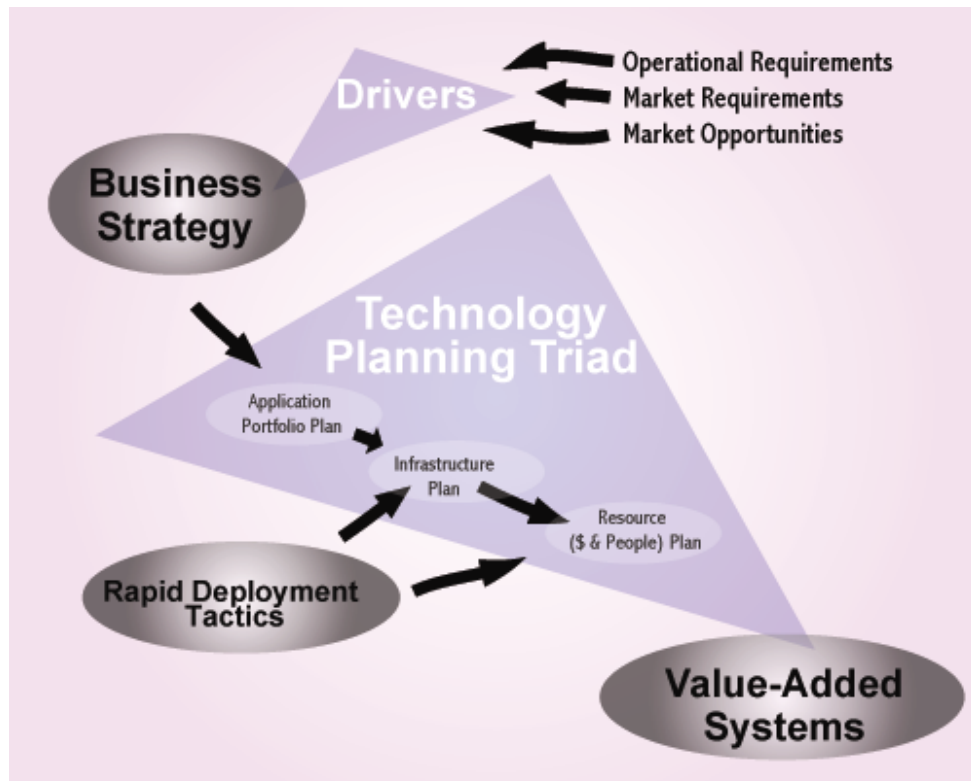 Drivers
Operational Requirements
Market Requirements
Market Opportunities
Business
Strategy
Technology
Planning Triad
Application
Portfolio Plan
Infrastructure
Plan
Resource
($ & People) Plan
Rapid Deployment
Tactics
Value-Added
Systems